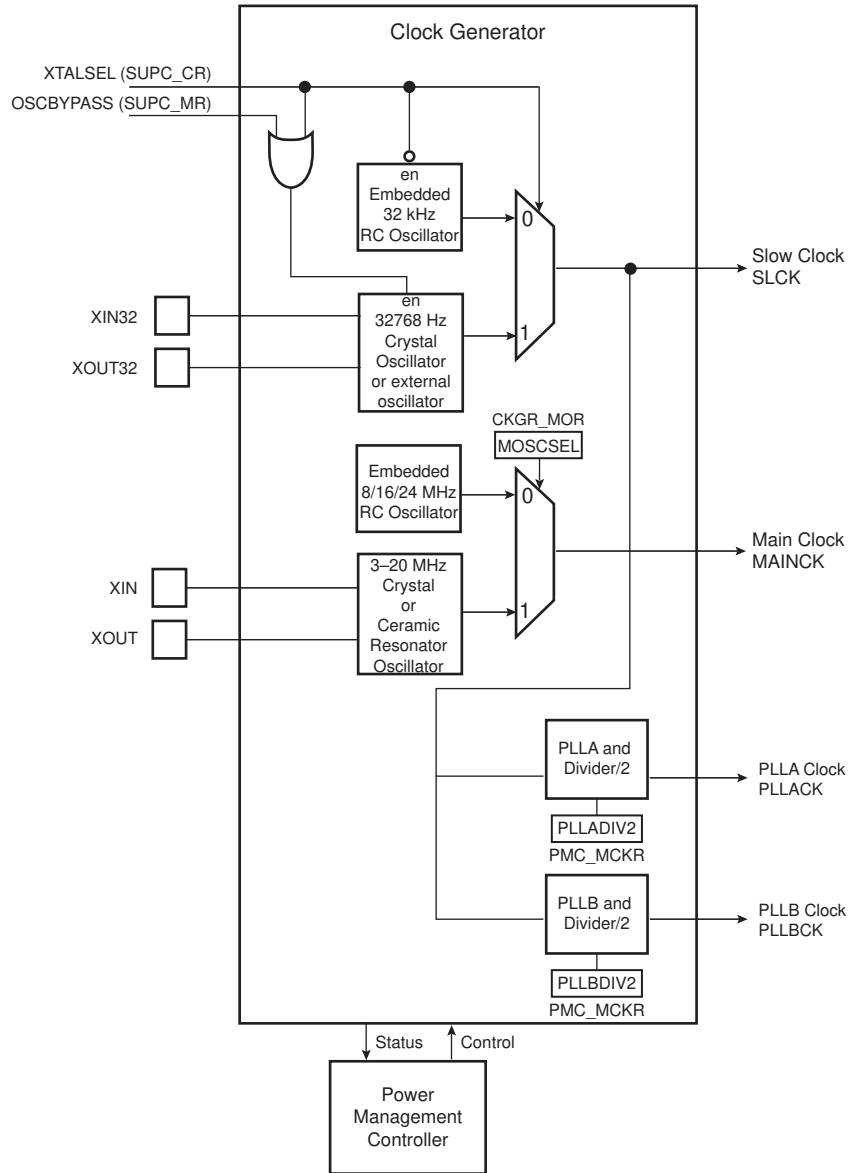 Clock Generator
XTALSEL (SUPC_CR)
OSCBYPASS (SUPC_MR)
en
Embedded
32 kHz
RC Oscillator
0
1
Slow Clock
SLCK
XIN32
XOUT32
en
32768 Hz
Crystal
Oscillator
or external
oscillator
CKGR_MOR
MOSCSEL
Embedded
8/16/24 MHz
RC Oscillator
0
1
Main Clock
MAINCK
XIN
XOUT
3–20 MHz
Crystal
or
Ceramic
Resonator
Oscillator
PLLA and
Divider/2
PLLA Clock
PLLACK
PLLADIV2
PMC_MCKR
PLLB and
Divider/2
PLLB Clock
PLLBCK
PLLBDIV2
PMC_MCKR
Status
Control
Power
Management
Controller